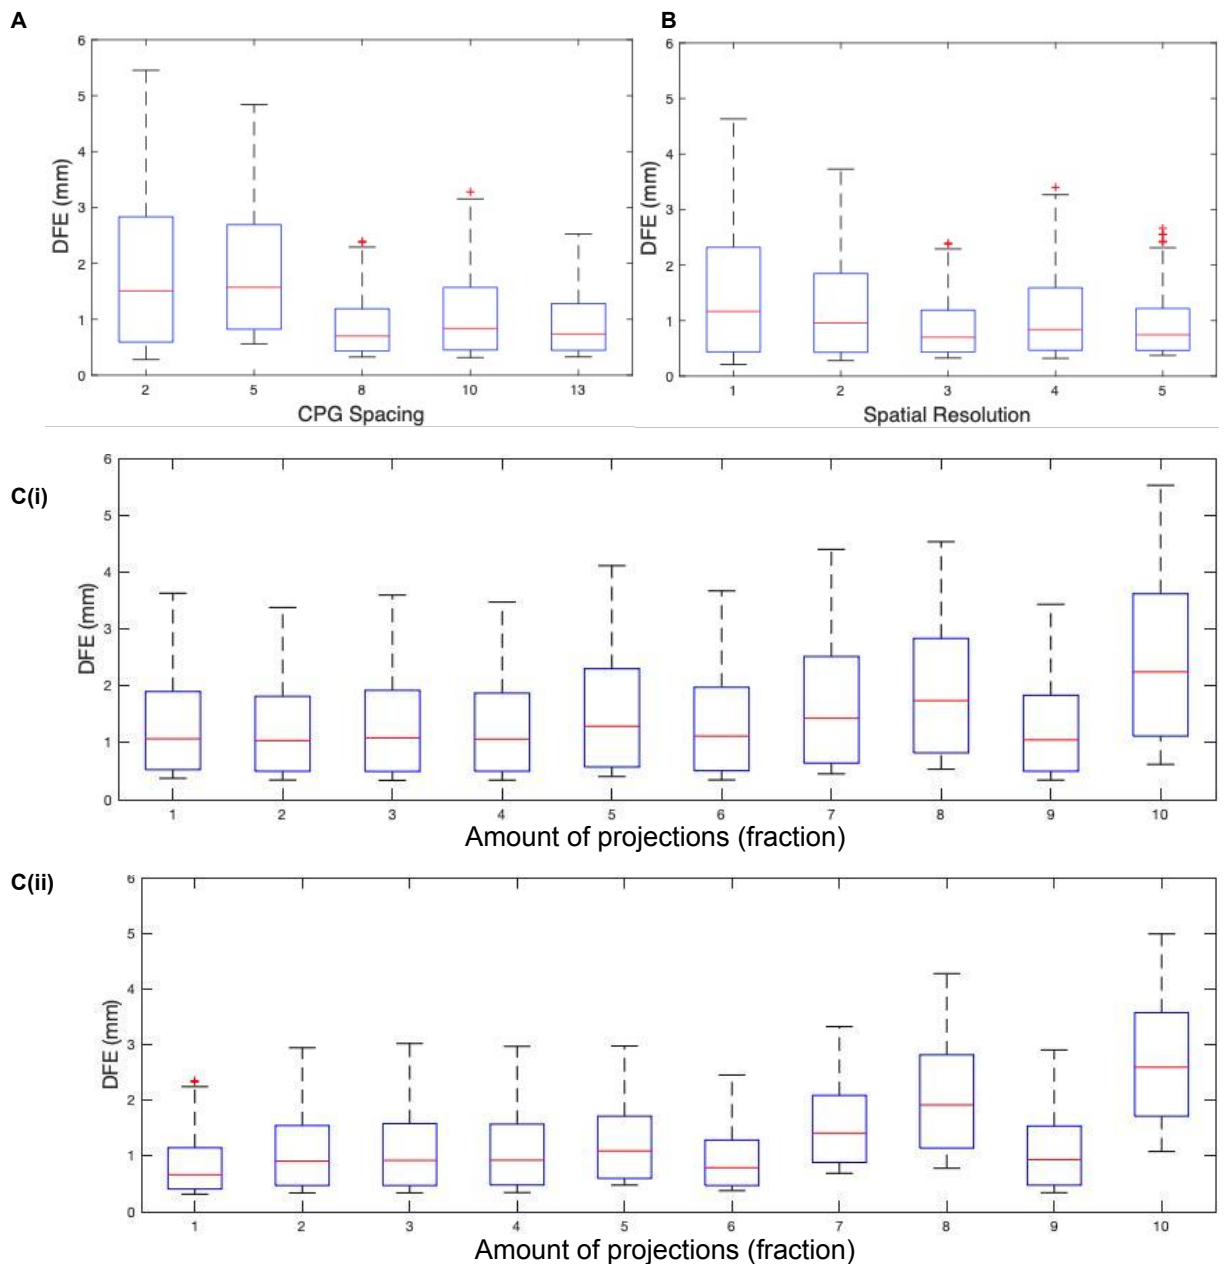 A
B
6
5
4
3
2
1
0
DFE (mm)
2 5 8 10 13
CPG Spacing
6
5
4
3
2
1
0
DFE (mm)
1 2 3 4 5
Spatial Resolution
C(i)
6
5
4
3
2
1
0
DFE (mm)
1 2 3 4 5 6 7 8 9 10
Amount of projections (fraction)
C(ii)
6
5
4
3
2
1
0
DFE (mm)
1 2 3 4 5 6 7 8 9 10
Amount of projections (fraction)